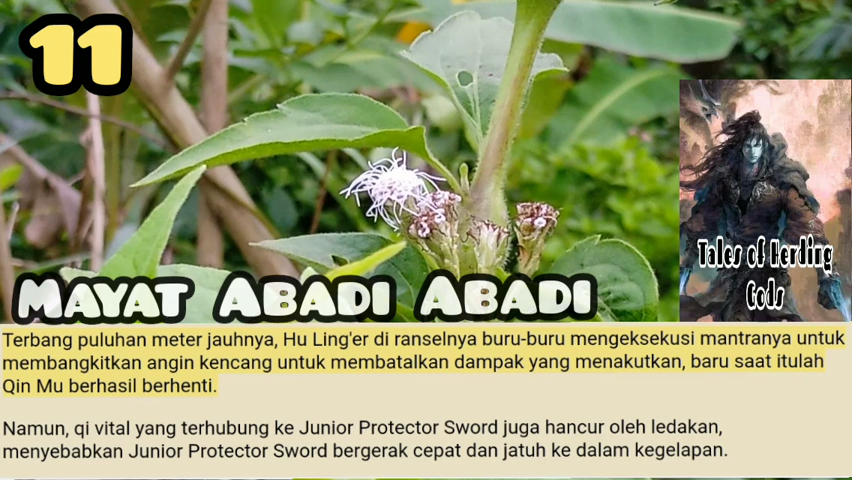 11
Tales of Herding
Gods
Mayat Abadi Abadi
Terbang puluhan meter jauhnya, Hu Ling'er di ranselnya buru-buru mengeksekusi mantranya untuk
membangkitkan angin kencang untuk membatalkan dampak yang menakutkan, baru saat itulah
Qin Mu berhasil berhenti.
Namun, qi vital yang terhubung ke Junior Protector Sword juga hancur oleh ledakan,
menyebabkan Junior Protector Sword bergerak cepat dan jatuh ke dalam kegelapan.